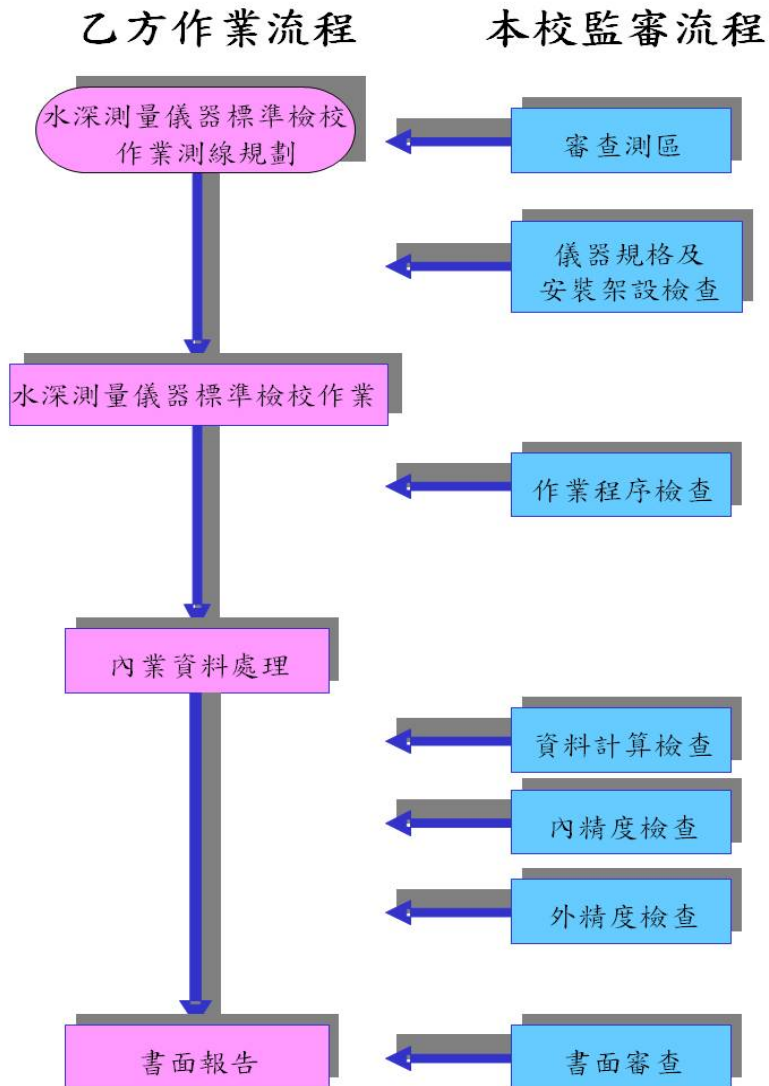 乙方作業流程
本校監審流程
水深測量儀器標準檢校
作業測線規劃
審查測區
儀器規格及
安裝架設檢查
水深測量儀器標準檢校作業
作業程序檢查
內業資料處理
資料計算檢查
內精度檢查
外精度檢查
書面報告
書面審查